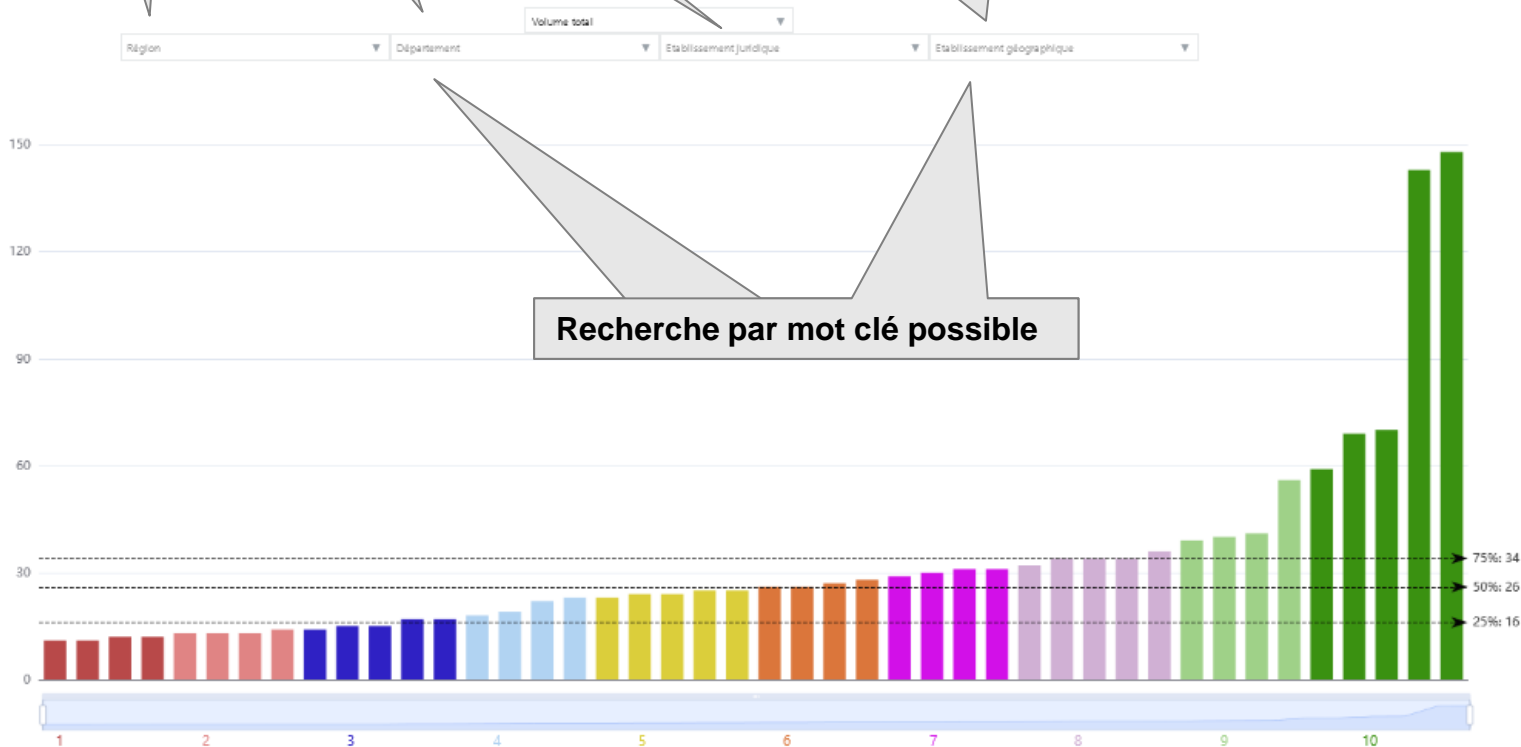 Volume total
Région Département Etablissement juridique Etablissement géographique
150
120
Recherche par mot clé possible
90
60
75%: 34
30
50%: 26
25%: 16
0
1 2 3 4 5 6 7 8 9 10